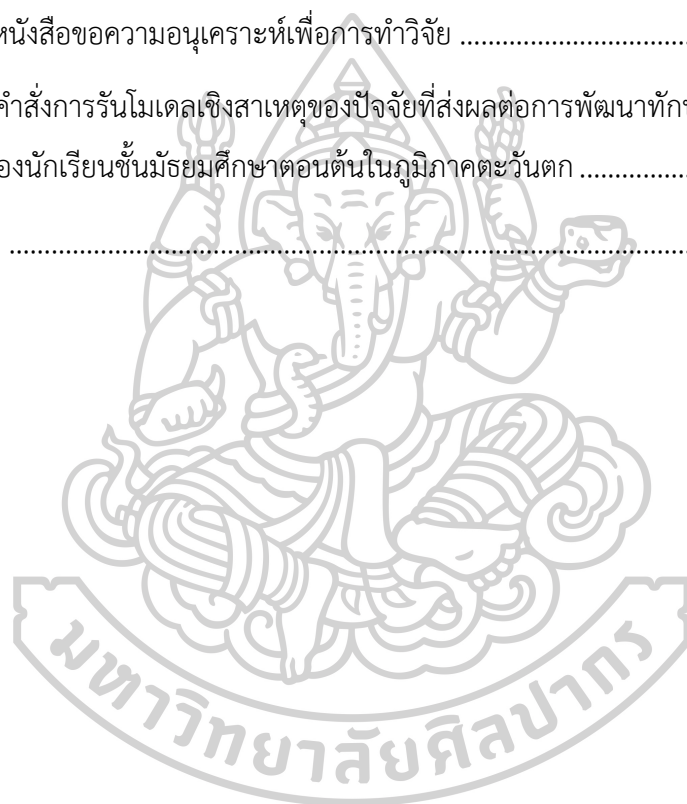 หนังสือขอความอนุเคราะห์เพื่อการทำวิจัย ................................
คำสั่งการรันโมเดลเชิงสาเหตุของปัจจัยที่ส่งผลต่อการพัฒนา
องนักเรียนชั้นมัธยมศึกษาตอนต้นในภูมิภาคตะวันตก ...............
................................................................................
มหาวิทยาลัยศิลปากร